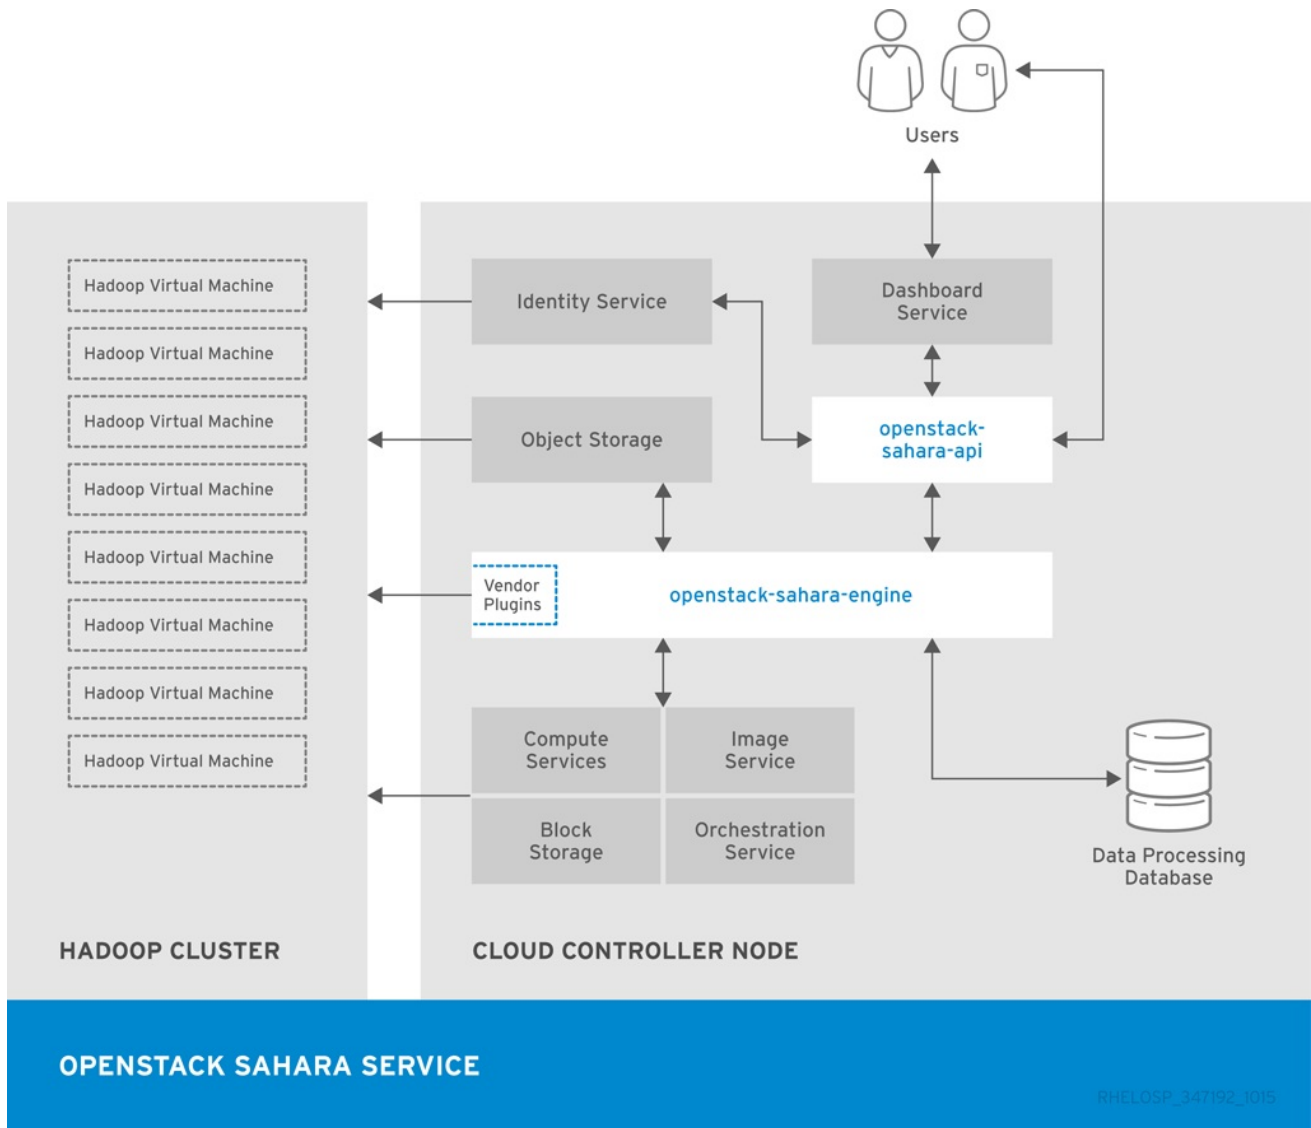 Users
Hadoop Virtual Machine
Hadoop Virtual Machine
Hadoop Virtual Machine
Hadoop Virtual Machine
Hadoop Virtual Machine
Hadoop Virtual Machine
Hadoop Virtual Machine
Hadoop Virtual Machine
HADOOP CLUSTER
Identity Service
Dashboard
Service
Object Storage
openstack-
sahara-api
Vendor
Plugins
openstack-sahara-engine
Compute
Services
Image
Service
Block
Storage
Orchestration
Service
Data Processing
Database
CLOUD CONTROLLER NODE
OPENSTACK SAHARA SERVICE
RHELOSP_347192_1015